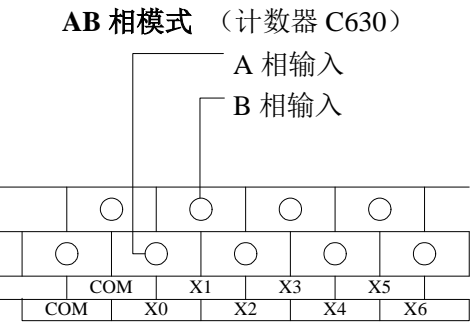 AB 相模式 （计数器 C630）
A 相输入
B 相输入
COM X1 X3 X5
COM X0 X2 X4 X6